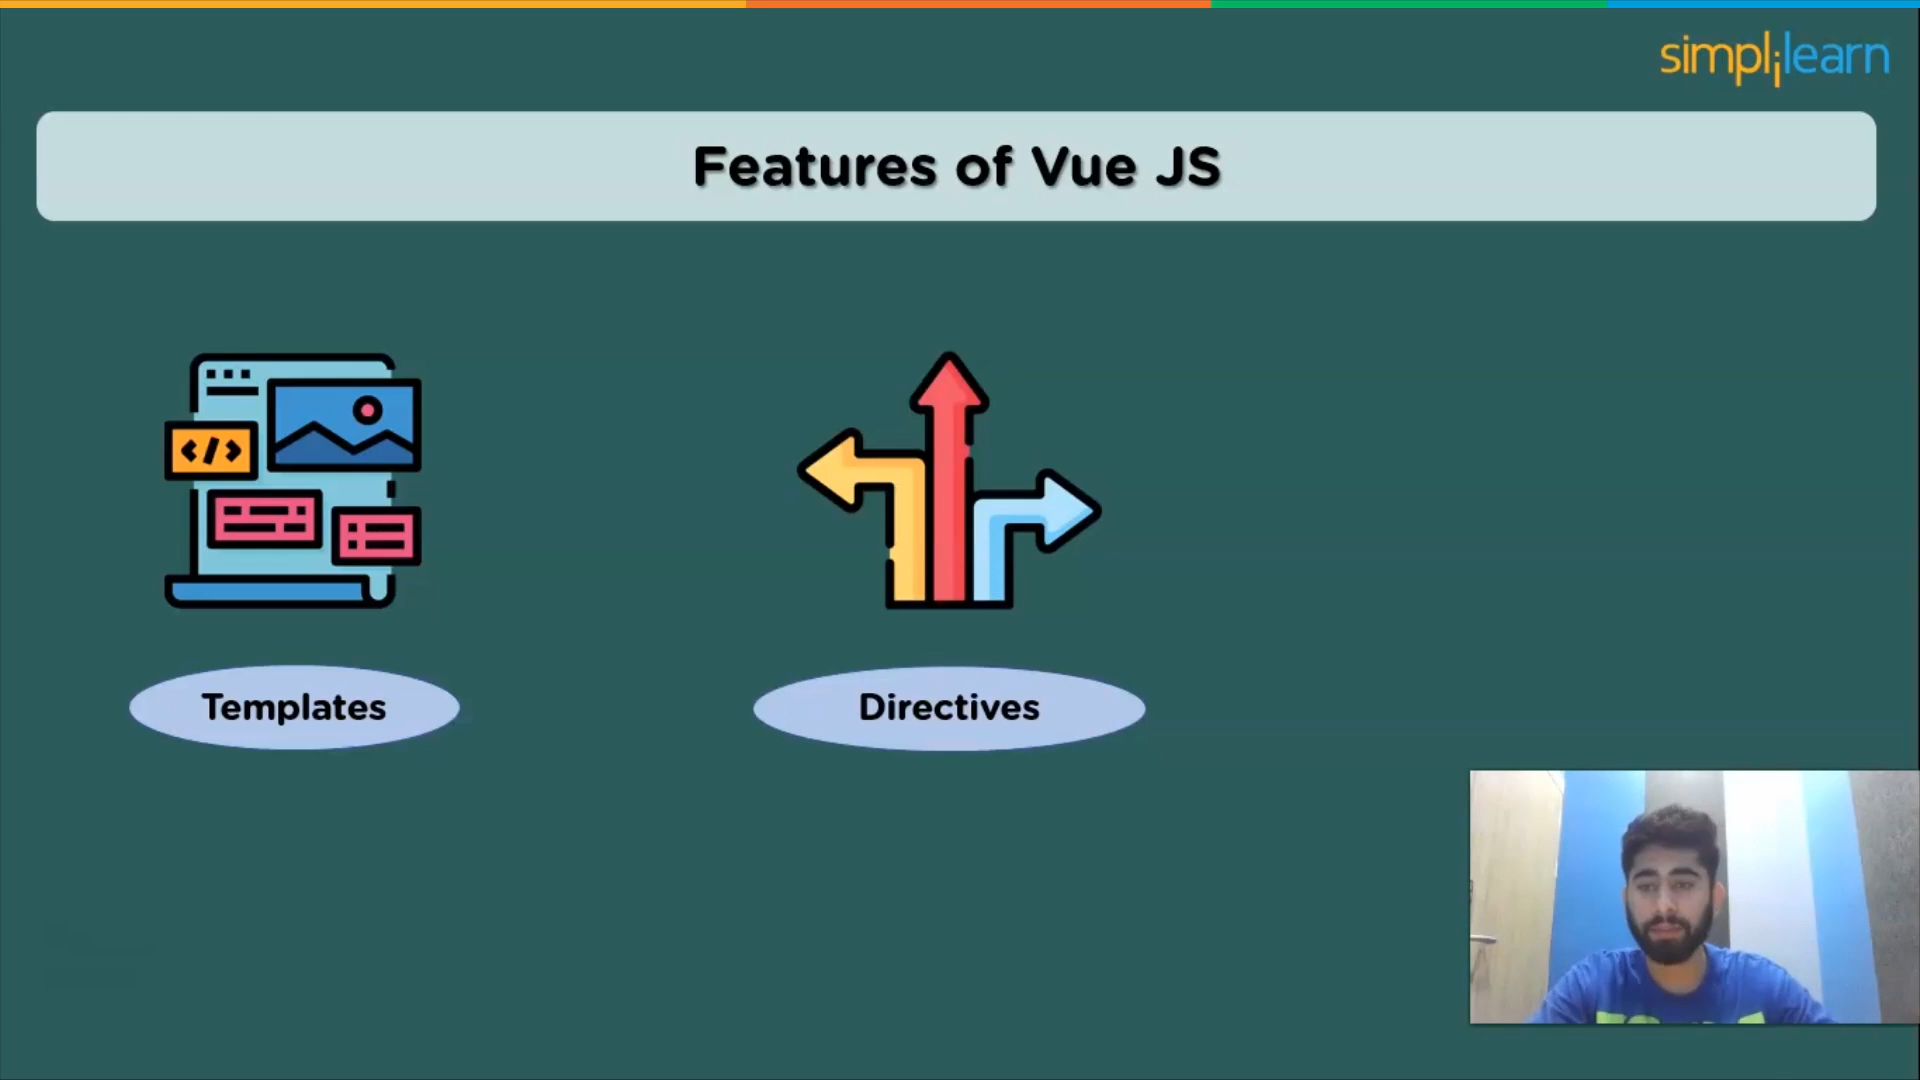 simplilearn
Features of Vue JS
</>
Templates
Directives